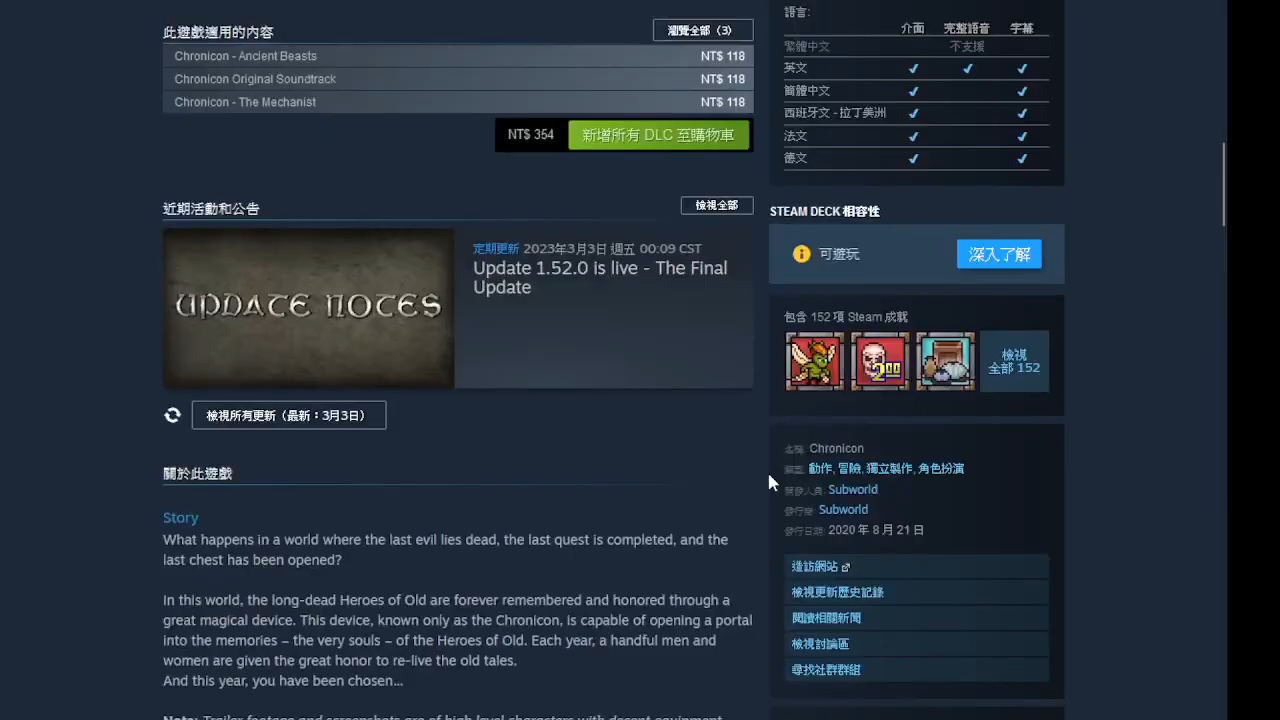 此遊戲適用的內容
瀏覽全部（3）
Chronicon - Ancient Beasts NT$ 118
Chronicon Original Soundtrack NT$ 118
Chronicon - The Mechanist NT$ 118
NT$ 354 新增所有 DLC 至購物車
近期活動和公告
檢視全部
UPDATE NOTES
定期更新 2023年3月3日 週五 00:09 CST
Update 1.52.0 is live - The Final
Update
檢視所有更新（最新：3月3日）
關於此遊戲
Story
What happens in a world where the last evil lies dead, the last quest is completed, and the
last chest has been opened?
In this world, the long-dead Heroes of Old are forever remembered and honored through a
great magical device. This device, known only as the Chronicon, is capable of opening a portal
into the memories – the very souls – of the Heroes of Old. Each year, a handful men and
women are given the great honor to re-live the old tales.
And this year, you have been chosen...
Note: Trailer footage and screenshots are of high level characters with decent equipment
語言:
介面 完整語音 字幕
繁體中文 不支援
英文 ✔ ✔ ✔
簡體中文 ✔ ✔
西班牙文 - 拉丁美洲 ✔ ✔
法文 ✔ ✔
德文 ✔ ✔
STEAM DECK 相容性
可遊玩
深入了解
包含 152 項 Steam 成就
200
檢視
全部 152
名稱: Chronicon
類型: 動作, 冒險, 獨立製作, 角色扮演
開發人員: Subworld
發行商: Subworld
發行日期: 2020 年 8 月 21 日
造訪網站
檢視更新歷史記錄
閱讀相關新聞
檢視討論區
尋找社群群組